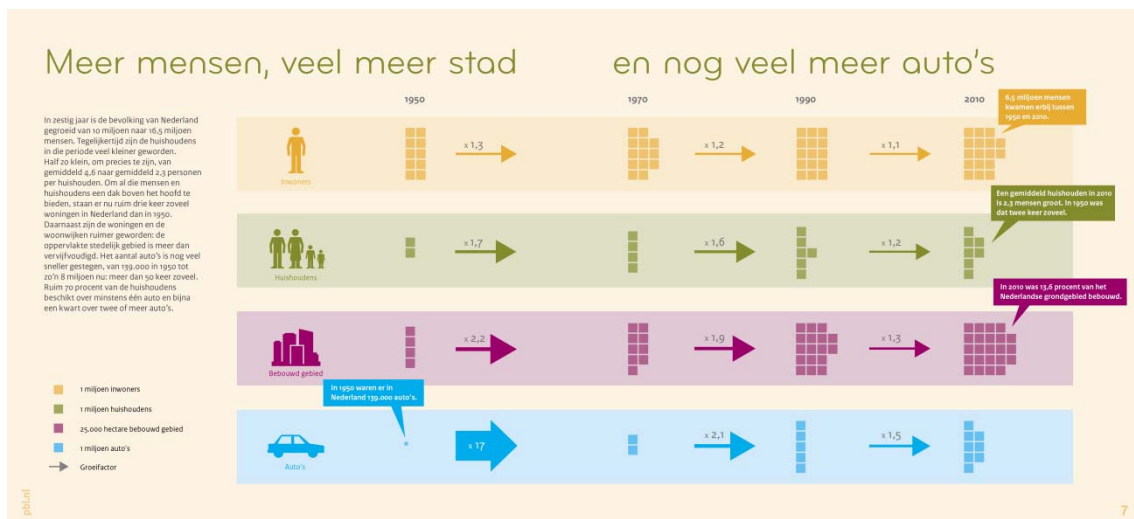 Meer mensen, veel meer stad en nog veel meer auto's
In zestig jaar is de bevolking van Nederland
gegroeid van 10 miljoen naar 16,5 miljoen
mensen. Tegelijkertijd zijn de huishoudens
in die periode veel kleiner geworden.
Half zo klein, om precies te zijn, van
gemiddeld 4,6 naar gemiddeld 2,3 personen
per huishouden. Om al die mensen en
huishoudens een dak boven het hoofd te
bieden, staan er nu ruim drie keer zoveel
woningen in Nederland dan in 1950.
Daarnaast zijn de woningen en de
woonwijken ruimer geworden: de
oppervlakte stedelijk gebied is meer dan
vervijfvoudigd. Het aantal auto's is nog veel
sneller gestegen, van 139.000 in 1950 tot
zo'n 8 miljoen nu: meer dan 50 keer zoveel.
Ruim 70 procent van de huishoudens
beschikt over minstens één auto en bijna
een kwart over twee of meer auto's.
1950 1970 1990 2010
6,5 miljoen mensen
kwamen erbij tussen
1950 en 2010.
x 1,3 x 1,2 x 1,1
Inwoners
Een gemiddeld huishouden in 2010
is 2,3 mensen groot. In 1950 was
dat twee keer zoveel.
x 1,7 x 1,6 x 1,2
Huishoudens
In 2010 was 13,6 procent van het
Nederlandse grondgebied bebouwd.
x 2,2 x 1,9 x 1,3
Bebouwd gebied
In 1950 waren er in
Nederland 139.000 auto's.
x 17 x 2,1 x 1,5
Auto's
1 miljoen inwoners
1 miljoen huishoudens
25.000 hectare bebouwd gebied
1 miljoen auto's
Groeifactor
pbl.nl
7